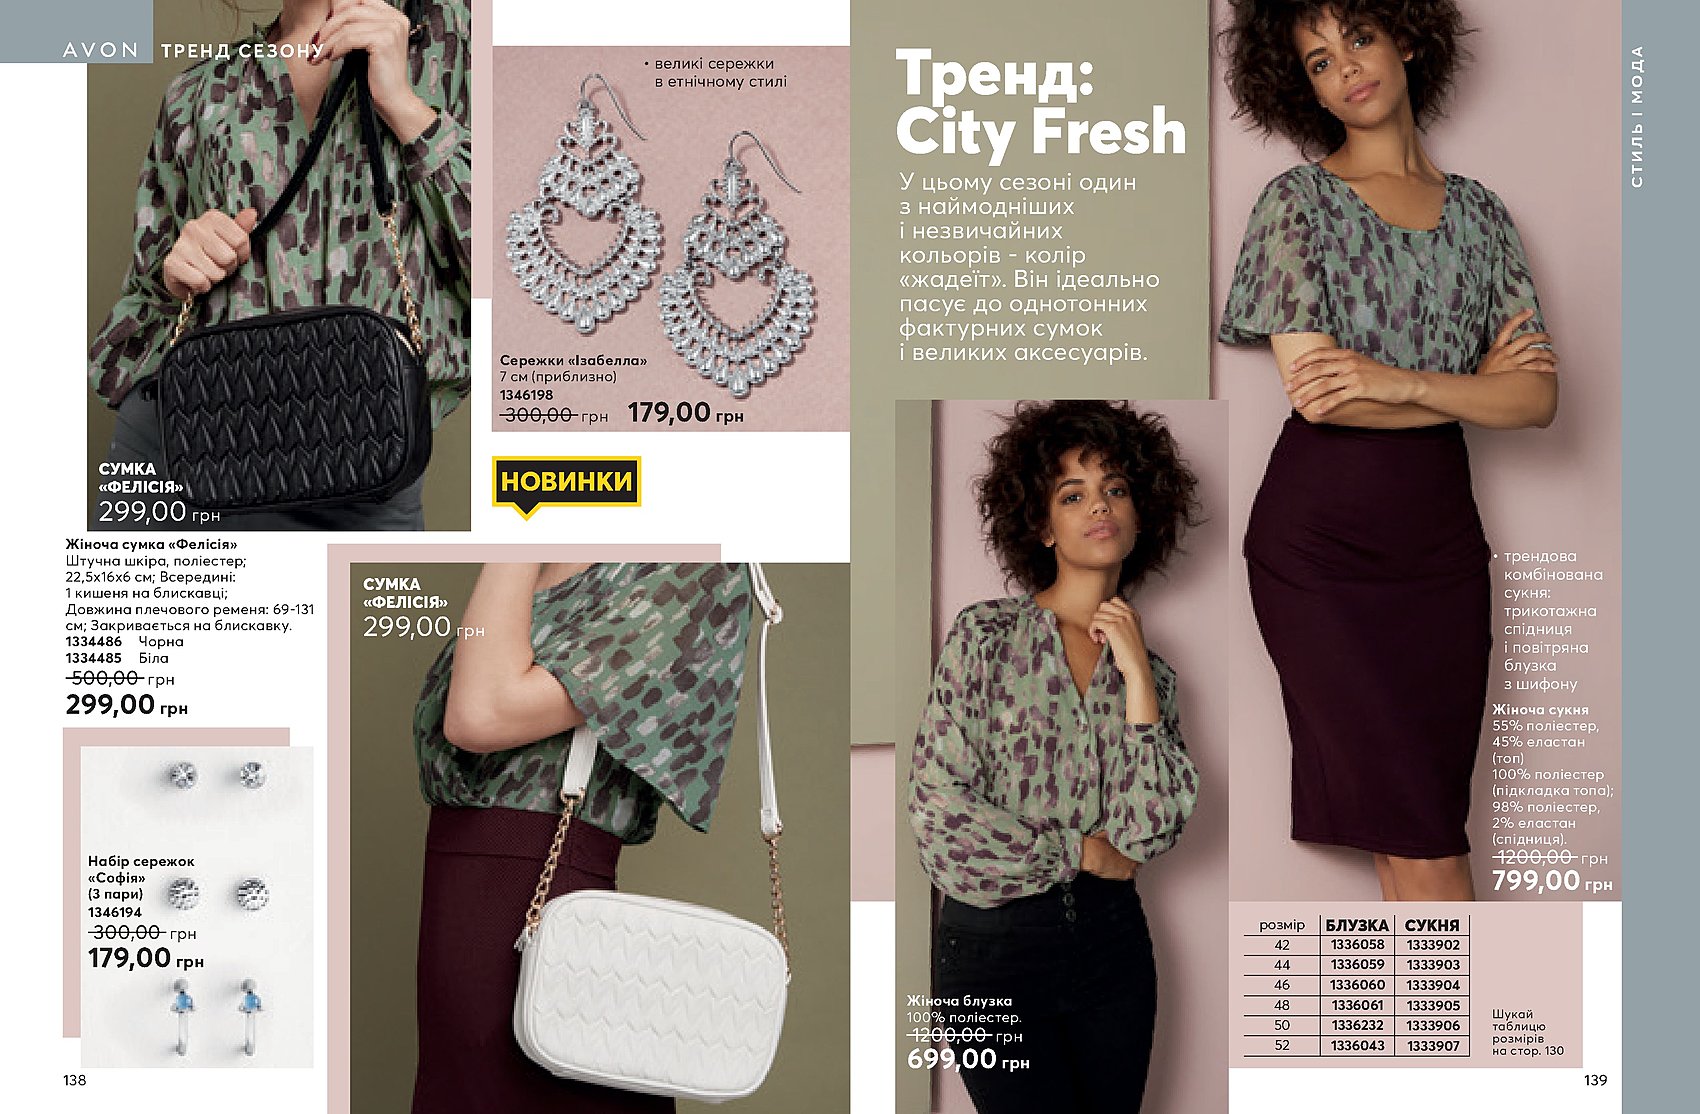 AVON ТРЕНД СЕЗОНУ
СУМКА
«ФЕЛІСІЯ»
299,00 грн
Жіноча сумка «Фелісія»
Штучна шкіра, поліестер;
22,5х16х6 см; Всередині:
1 кишеня на блискавці;
Довжина плечового ременя: 69-131
см; Закривається на блискавку.
1334486 Чорна
1334485 Біла
500,00 грн
299,00 грн
• великі сережки
в етнічному стилі
Сережки «Ізабелла»
7 см (приблизно)
1346198
300,00 грн 179,00 грн
НОВИНКИ
СУМКА
«ФЕЛІСІЯ»
299,00 грн
Набір сережок
«Софія»
(3 пари)
1346194
300,00 грн
179,00 грн
138
Тренд:
City Fresh
У цьому сезоні один
з наймодніших
і незвичайних
кольорів - колір
«жадеїт». Він ідеально
пасує до однотонних
фактурних сумок
і великих аксесуарів.
СТИЛЬ І МОДА
• трендова
комбінована
сукня:
трикотажна
спідниця
і повітряна
блузка
з шифону
Жіноча сукня
55% поліестер,
45% еластан
(топ)
100% поліестер
(підкладка топа);
98% поліестер,
2% еластан
(спідниця).
1200,00 грн
799,00 грн
Жіноча блузка
100% поліестер.
1200,00 грн
699,00 грн
розмір БЛУЗКА СУКНЯ
42 1336058 1333902
44 1336059 1333903
46 1336060 1333904
48 1336061 1333905
50 1336232 1333906
52 1336043 1333907
Шукай
таблицю
розмірів
на стор. 130
139